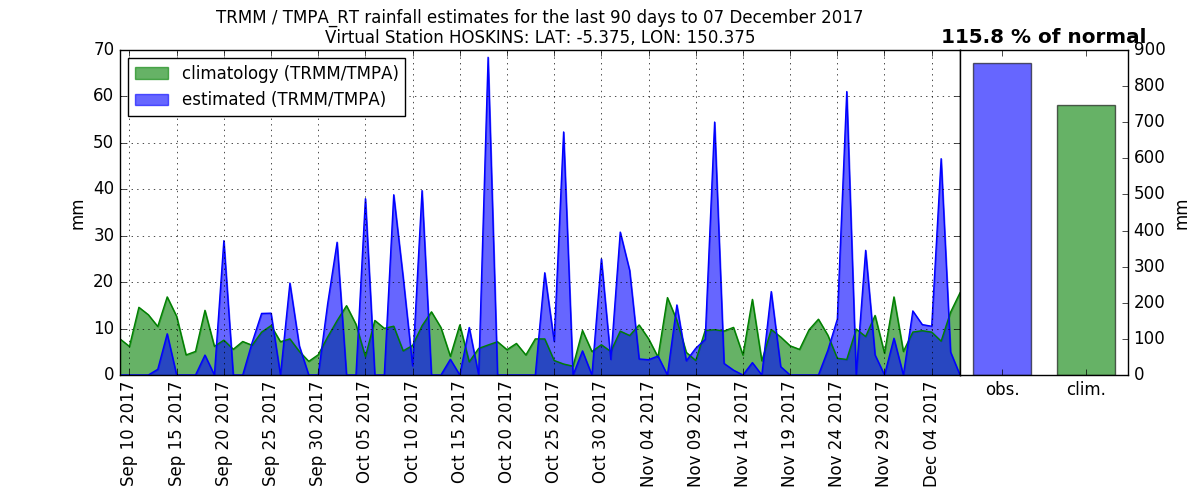 TRMM / TMPA_RT rainfall estimates for the last 90 days to 07 December 2017
Virtual Station HOSKINS: LAT: -5.375, LON: 150.375
115.8 % of normal
climatology (TRMM/TMPA)
estimated (TRMM/TMPA)
70
60
50
40
30
20
10
0
mm
Sep 10 2017
Sep 15 2017
Sep 20 2017
Sep 25 2017
Sep 30 2017
Oct 05 2017
Oct 10 2017
Oct 15 2017
Oct 20 2017
Oct 25 2017
Oct 30 2017
Nov 04 2017
Nov 09 2017
Nov 14 2017
Nov 19 2017
Nov 24 2017
Nov 29 2017
Dec 04 2017
obs.
clim.
900
800
700
600
500
400
300
200
100
0
mm